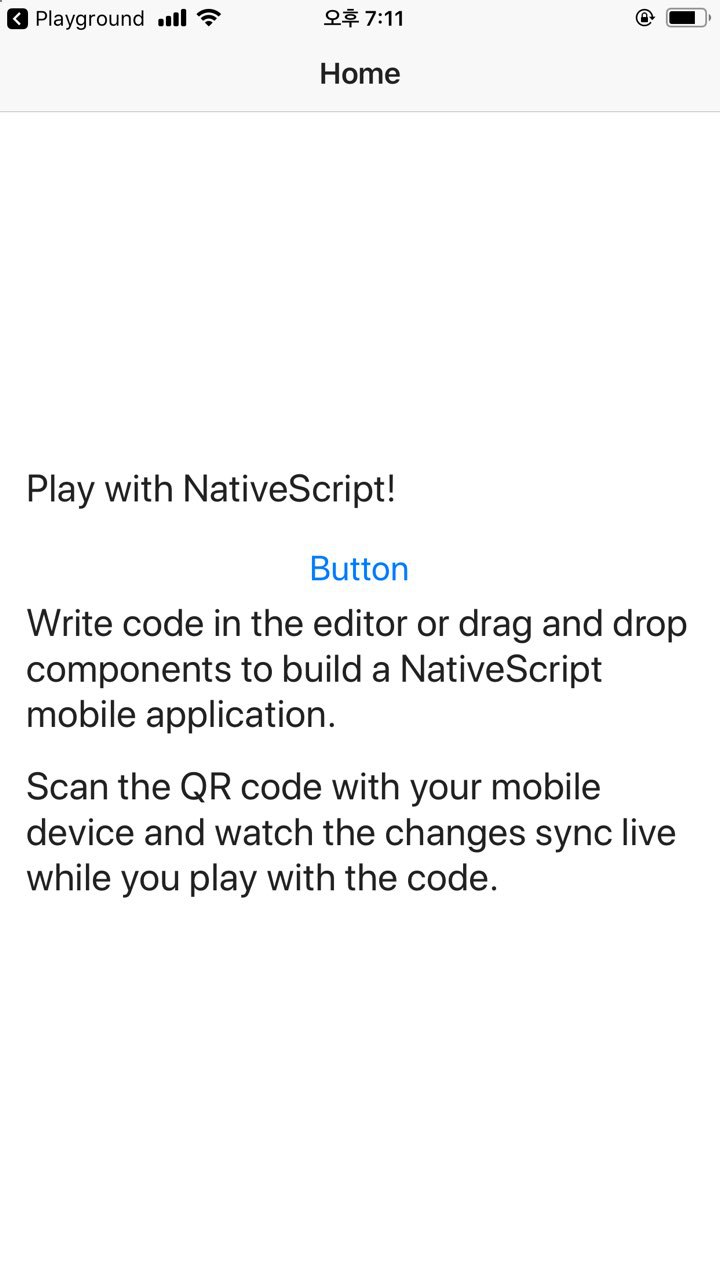 Playground
오후 7:11
Home
Play with NativeScript!
Button
Write code in the editor or drag and drop
components to build a NativeScript
mobile application.
Scan the QR code with your mobile
device and watch the changes sync live
while you play with the code.